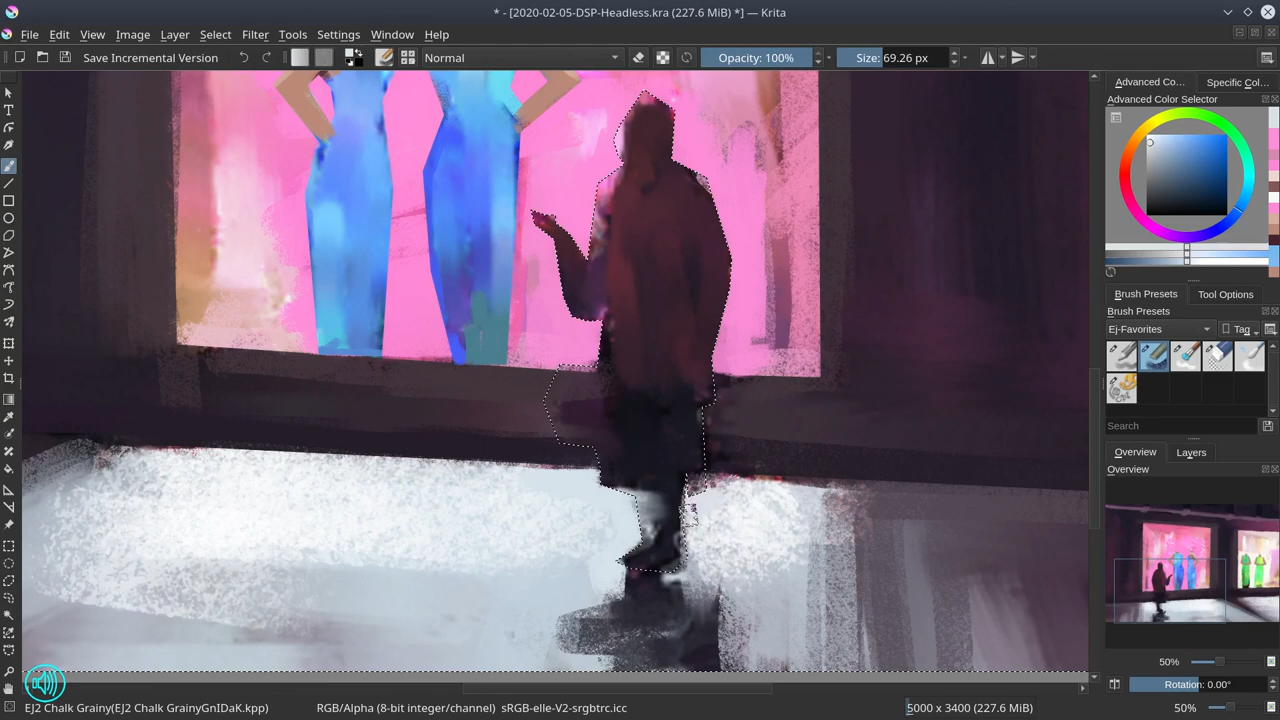 * - [2020-02-05-DSP-Headless.kra (227.6 MiB) *] — Krita
File Edit View Image Layer Select Filter Tools Settings Window Help
Save Incremental Version Normal Opacity: 100% Size: 69.26 px
Advanced Co... Specific Col...
Advanced Color Selector
Brush Presets Tool Options
Brush Presets
Ej-Favorites Tag
Search
Overview Layers
Overview
50%
Rotation: 0.00°
EJ2 Chalk Grainy(EJ2 Chalk GrainyGnIDaK.kpp) RGB/Alpha (8-bit integer/channel) sRGB-elle-V2-srgbtrc.icc 5000 x 3400 (227.6 MiB) 50%